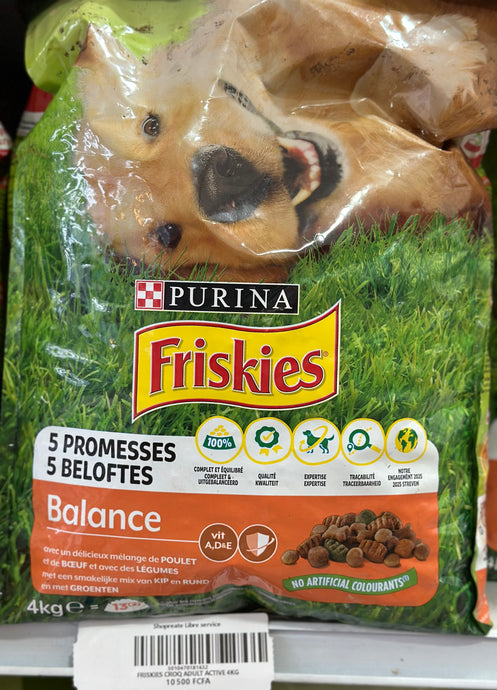 PURINA
Friskies
5 PROMESSES
5 BELOFTES
100%
COMPLET ET ÉQUILIBRÉ
COMPLEET &
UITGEBALANCEERD
QUALITÉ
KWALITEIT
EXPERTISE
EXPERTISE
TRAÇABILITÉ
TRACEERBAARHEID
NOTRE
ENGAGEMENT 2025
2025 STREVEN
Balance
avec un délicieux mélange de POULET
et de BŒUF et avec des LÉGUMES
met een smakelijke mix van KIP en RUND
en met GROENTEN
vit
A,D&E
NO ARTIFICIAL COLOURANTS(1)
4kg e =
Shopreate Libre service
FRISKIES CROQ ADULT ACTIVE 4KG
10 500 FCFA